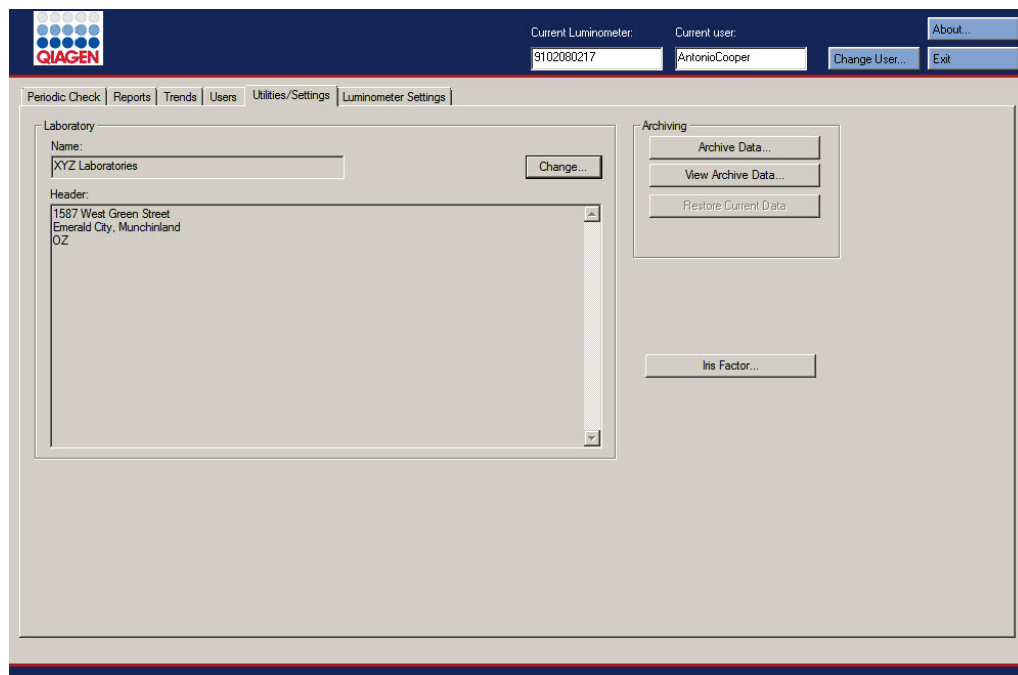 QIAGEN
Current Luminometer:
Current user:
About...
9102080217
AntonioCooper
Change User...
Exit
Periodic Check
Reports
Trends
Users
Utilities/Settings
Luminometer Settings
Laboratory
Name:
XYZ Laboratories
Change...
Header:
1587 West Green Street
Emerald City, Munchinland
OZ
Archiving
Archive Data...
View Archive Data...
Restore Current Data
Iris Factor...